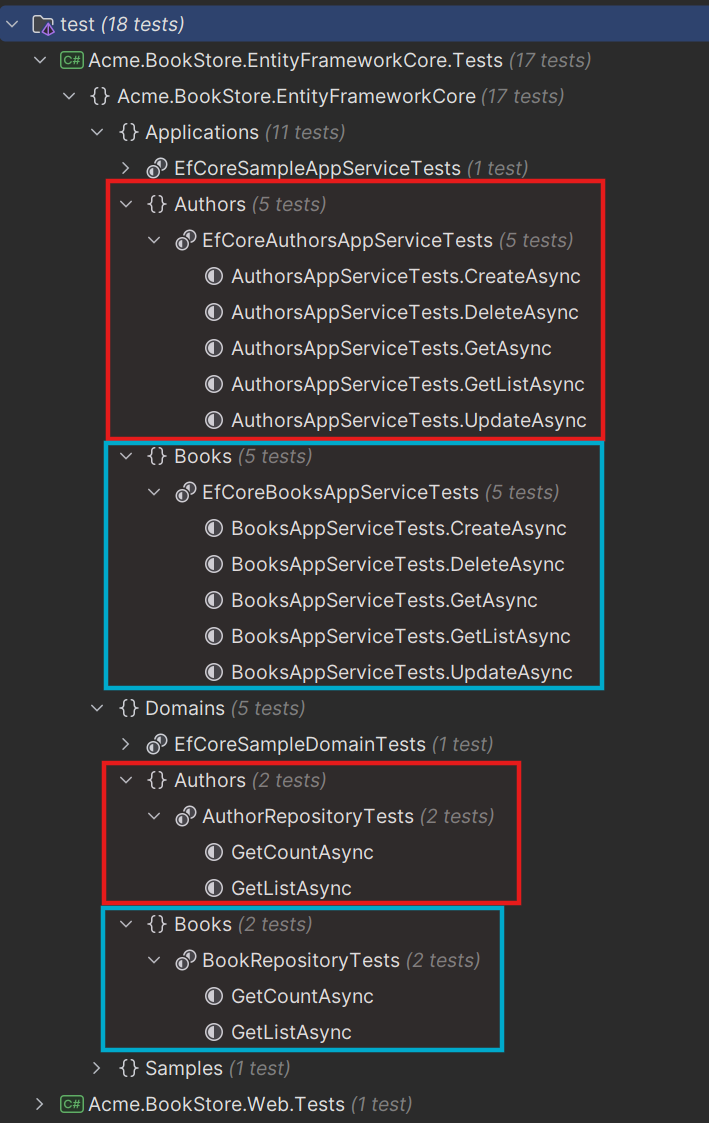 test (18 tests)
C# Acme.BookStore.EntityFrameworkCore.Tests (17 tests)
{} Acme.BookStore.EntityFrameworkCore (17 tests)
{} Applications (11 tests)
EfCoreSampleAppServiceTests (1 test)
{} Authors (5 tests)
EfCoreAuthorsAppServiceTests (5 tests)
AuthorsAppServiceTests.CreateAsync
AuthorsAppServiceTests.DeleteAsync
AuthorsAppServiceTests.GetAsync
AuthorsAppServiceTests.GetListAsync
AuthorsAppServiceTests.UpdateAsync
{} Books (5 tests)
EfCoreBooksAppServiceTests (5 tests)
BooksAppServiceTests.CreateAsync
BooksAppServiceTests.DeleteAsync
BooksAppServiceTests.GetAsync
BooksAppServiceTests.GetListAsync
BooksAppServiceTests.UpdateAsync
{} Domains (5 tests)
EfCoreSampleDomainTests (1 test)
{} Authors (2 tests)
AuthorRepositoryTests (2 tests)
GetCountAsync
GetListAsync
{} Books (2 tests)
BookRepositoryTests (2 tests)
GetCountAsync
GetListAsync
{} Samples (1 test)
C# Acme.BookStore.Web.Tests (1 test)